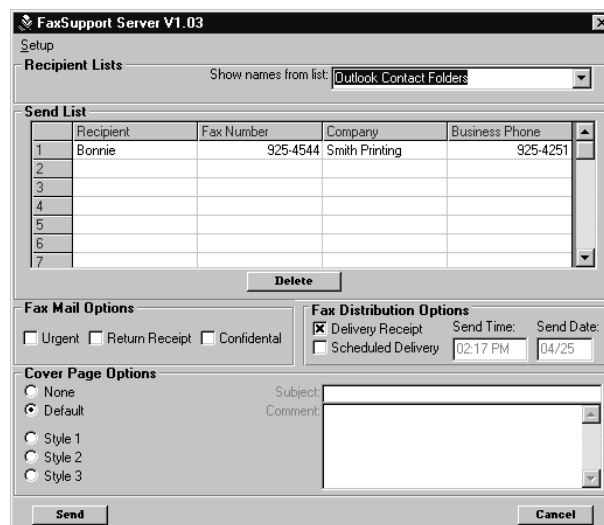 FaxSupport Server V1.03
Setup
Recipient Lists
Show names from list: Outlook Contact Folders
Send List
Recipient Fax Number Company Business Phone
1 Bonnie 925-4544 Smith Printing 925-4251
2
3
4
5
6
7
Delete
Fax Mail Options
Urgent Return Receipt Confidental
Fax Distribution Options
Delivery Receipt Send Time: Send Date:
Scheduled Delivery 02:17 PM 04/25
Cover Page Options
None Subject:
Default Comment:
Style 1
Style 2
Style 3
Send Cancel